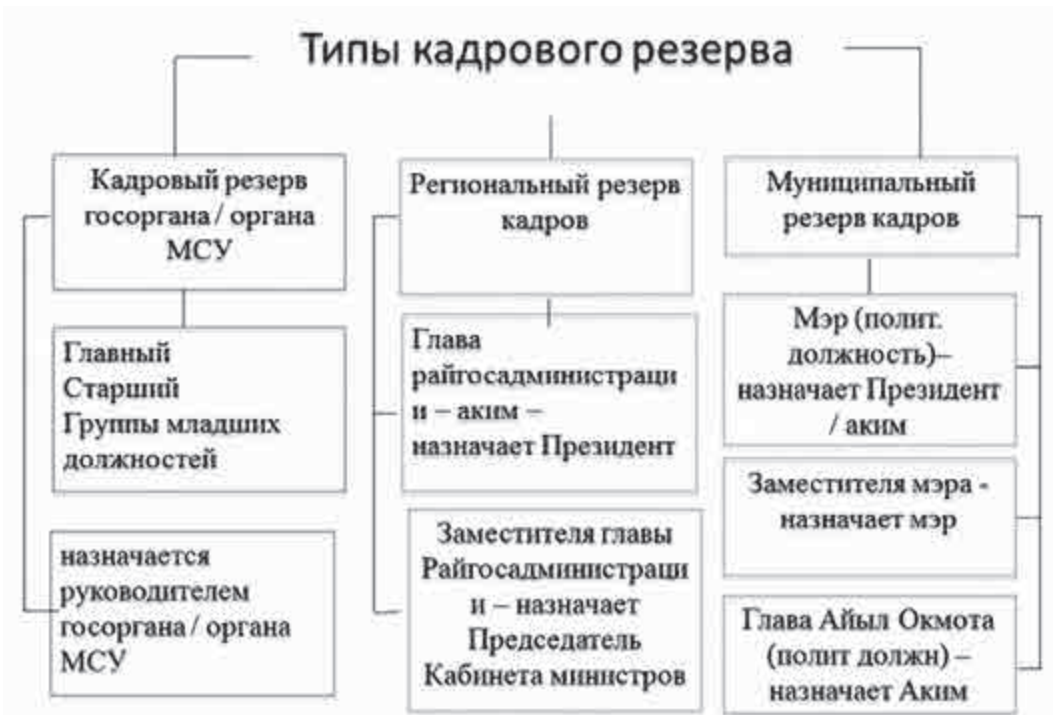 Типы кадрового резерва
Кадровый резерв
госоргана / органа
МСУ
Главный
Старший
Группы младших
должностей
назначается
руководителем
госоргана / органа
МСУ
Региональный резерв
кадров
Глава
райгосадминистраци
и – аким –
назначает Президент
Заместителя главы
Райгосадминистраци
и – назначает
Председатель
Кабинета министров
Муниципальный
резерв кадров
Мэр (полит.
должность)–
назначает Президент
/ аким
Заместителя мэра -
назначает мэр
Глава Айыл Окмота
(полит должн) –
назначает Аким